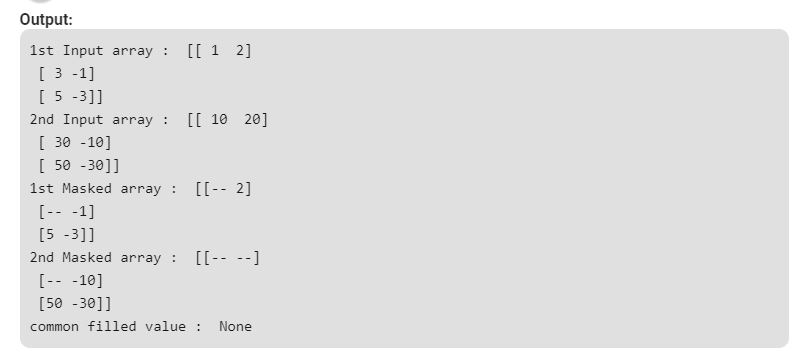 Output:
1st Input array :  [[ 1  2]
 [ 3 -1]
 [ 5 -3]]
2nd Input array :  [[ 10  20]
 [ 30 -10]
 [ 50 -30]]
1st Masked array :  [[-- 2]
 [-- -1]
 [5 -3]]
2nd Masked array :  [[-- --]
 [-- -10]
 [50 -30]]
common filled value :  None